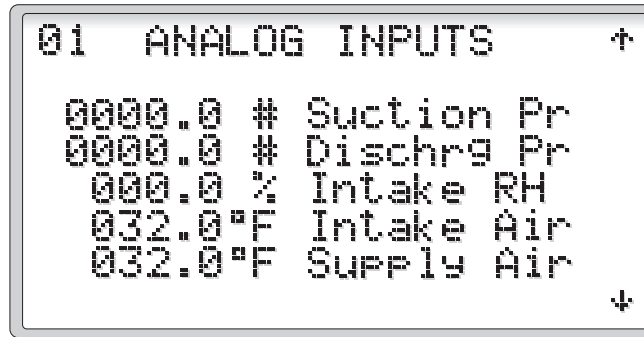 01 ANALOG INPUTS ↑
0000.0 # Suction Pr
0000.0 # Dischrg Pr
000.0 % Intake RH
032.0°F Intake Air
032.0°F Supply Air
↓